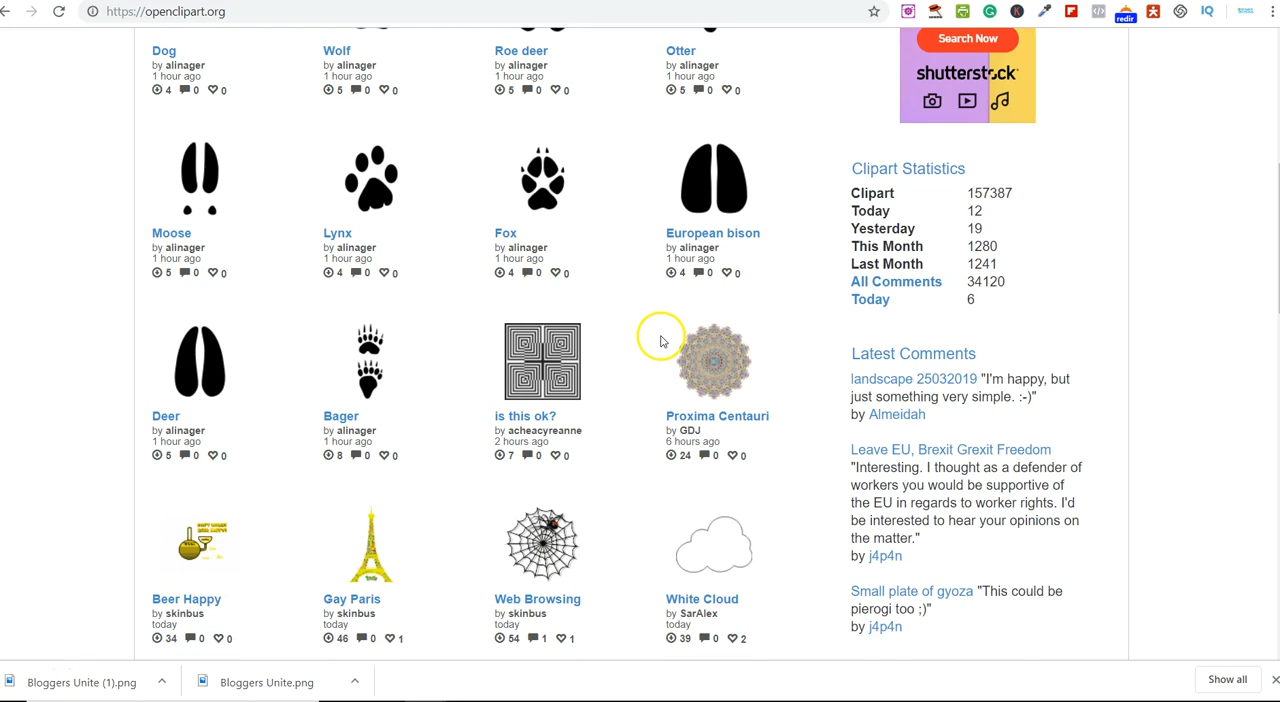 https://openclipart.org
redir
IQ
Dog
by alinager
1 hour ago
4 0 0
Wolf
by alinager
1 hour ago
5 0 0
Roe deer
by alinager
1 hour ago
5 0 0
Otter
by alinager
1 hour ago
5 0 0
Search Now
shutterstock
Moose
by alinager
1 hour ago
5 0 0
Lynx
by alinager
1 hour ago
4 0 0
Fox
by alinager
1 hour ago
4 0 0
European bison
by alinager
1 hour ago
4 0 0
Deer
by alinager
1 hour ago
5 0 0
Bager
by alinager
1 hour ago
8 0 0
is this ok?
by acheacyreanne
2 hours ago
7 0 0
Proxima Centauri
by GDJ
6 hours ago
24 0 0
Beer Happy
by skinbus
today
34 0 0
Gay Paris
by skinbus
today
46 0 1
Web Browsing
by skinbus
today
54 1 1
White Cloud
by SarAlex
today
39 0 2
Clipart Statistics
Clipart 157387
Today 12
Yesterday 19
This Month 1280
Last Month 1241
All Comments 34120
Today 6
Latest Comments
landscape 25032019 "I'm happy, but
just something very simple. :-)"
by Almeidah
Leave EU, Brexit Grexit Freedom
"Interesting. I thought as a defender of
workers you would be supportive of
the EU in regards to worker rights. I'd
be interested to hear your opinions on
the matter."
by j4p4n
Small plate of gyoza "This could be
pierogi too ;)"
by j4p4n
Bloggers Unite (1).png
Bloggers Unite.png
Show all